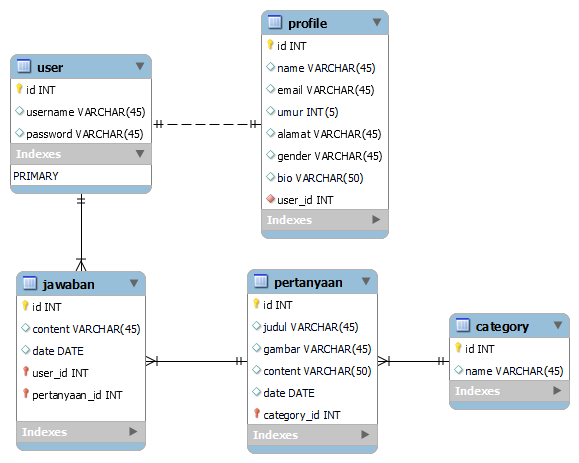 user
id INT
username VARCHAR(45)
password VARCHAR(45)
Indexes
PRIMARY
profile
id INT
name VARCHAR(45)
email VARCHAR(45)
umur INT(5)
alamat VARCHAR(45)
gender VARCHAR(45)
bio VARCHAR(50)
user_id INT
Indexes
jawaban
id INT
content VARCHAR(45)
date DATE
user_id INT
pertanyaan_id INT
Indexes
pertanyaan
id INT
judul VARCHAR(45)
gambar VARCHAR(45)
content VARCHAR(50)
date DATE
category_id INT
Indexes
category
id INT
name VARCHAR(45)
Indexes